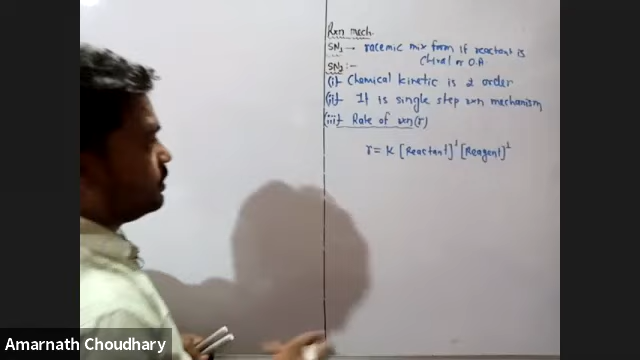 Rxn mech.
SN1 → racemic mix form if reactant is
Chiral or O.A.
SN2 :-
(i) Chemical kinetic is 2 order
(ii) It is single step rxn mechanism
(iii) Rate of rxn (r)
r = K [Reactant]¹ [Reagent]¹
Amarnath Choudhary